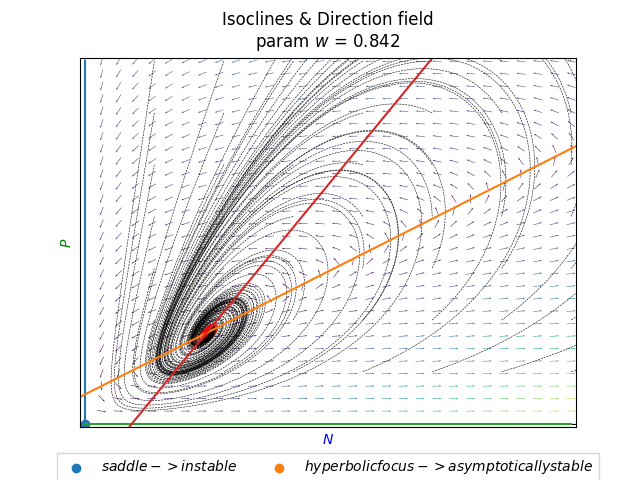 Isoclines & Direction field
param w = 0.842
P
N
saddle−>instable
hyperbolicfocus−>asymptoticallystable